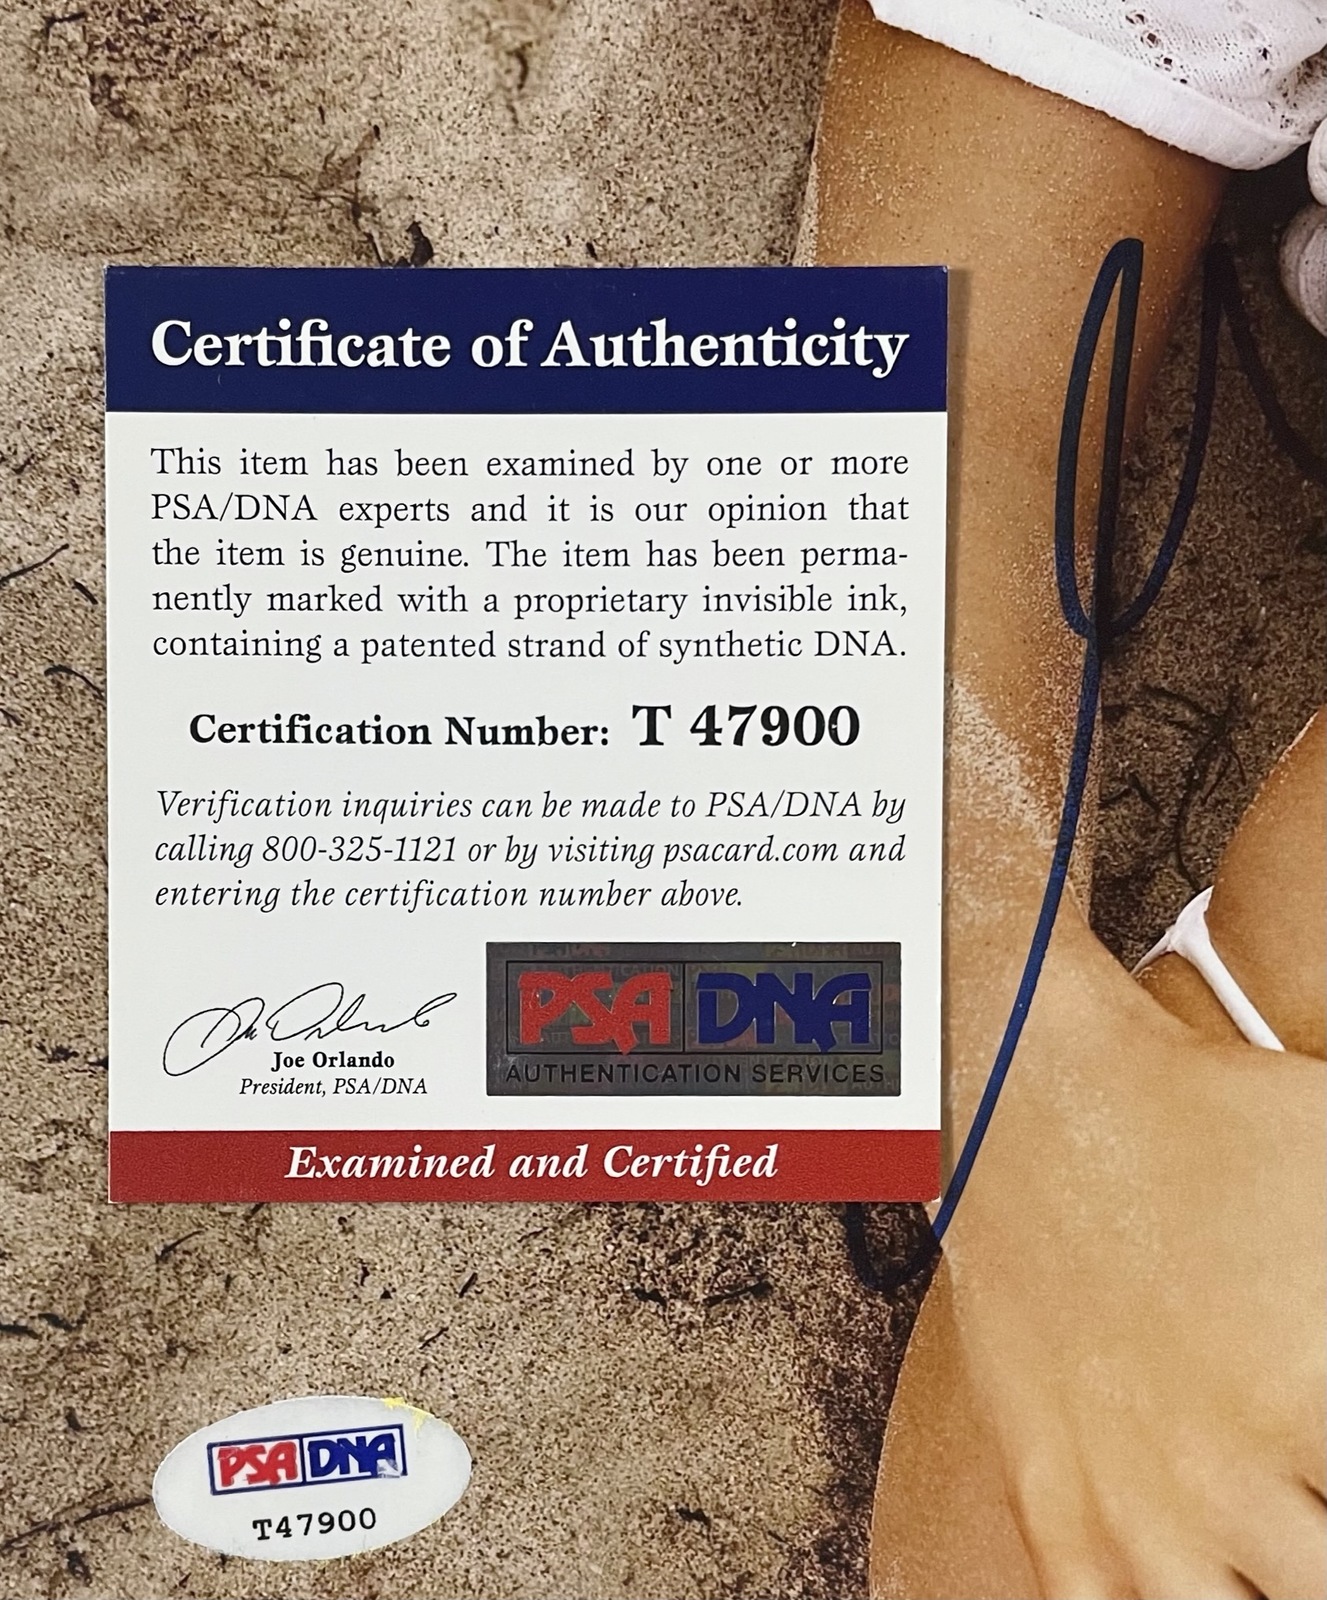 Certificate of Authenticity
This item has been examined by one or more
PSA/DNA experts and it is our opinion that
the item is genuine. The item has been perma-
nently marked with a proprietary invisible ink,
containing a patented strand of synthetic DNA.
Certification Number: T 47900
Verification inquiries can be made to PSA/DNA by
calling 800-325-1121 or by visiting psacard.com and
entering the certification number above.
Joe Orlando
President, PSA/DNA
PSA DNA
AUTHENTICATION SERVICES
Examined and Certified
PSA DNA
T47900